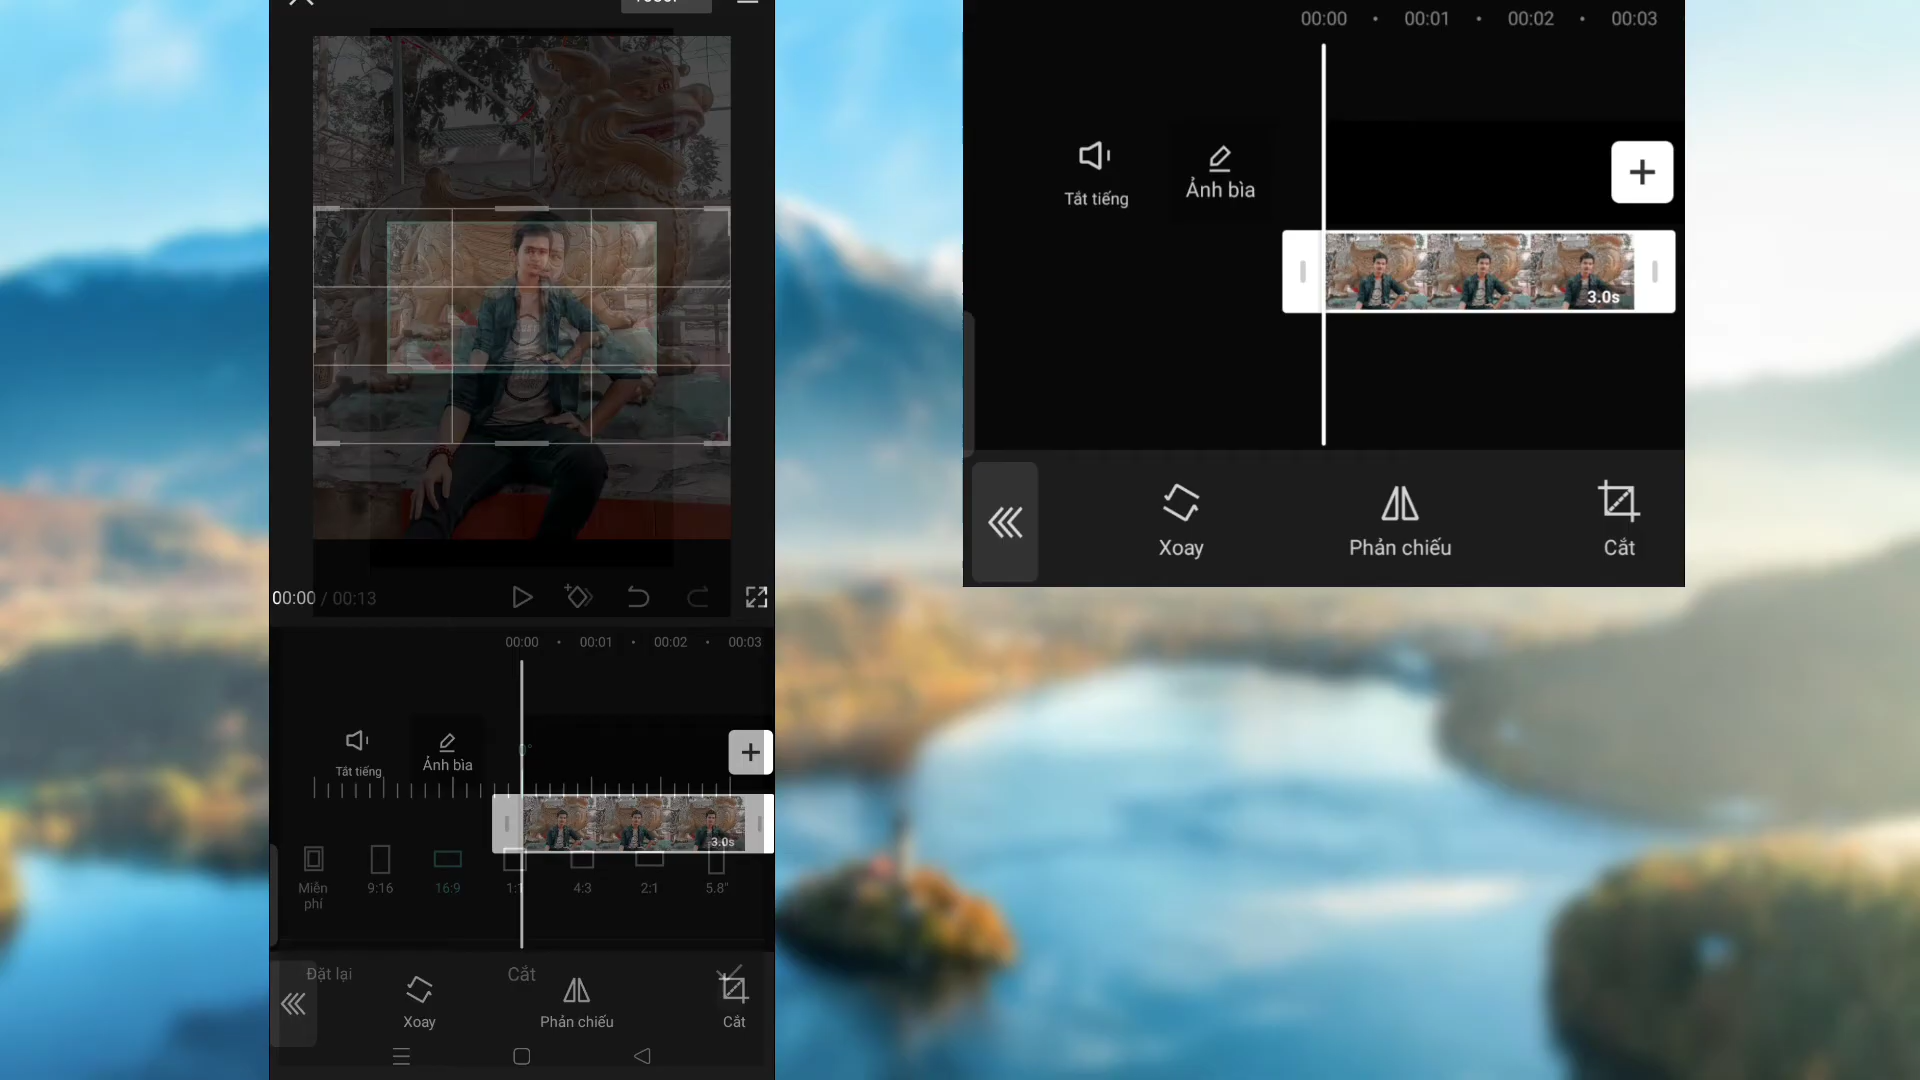 00:00 / 00:13
00:00 • 00:01 • 00:02 • 00:03
Tắt tiếng
Ảnh bìa
0°
3.0s
Miễn phí
9:16
16:9
1:1
4:3
2:1
5.8"
Đặt lại
Cắt
Xoay
Phản chiếu
Cắt
00:00 • 00:01 • 00:02 • 00:03
Tắt tiếng
Ảnh bìa
3.0s
Xoay
Phản chiếu
Cắt